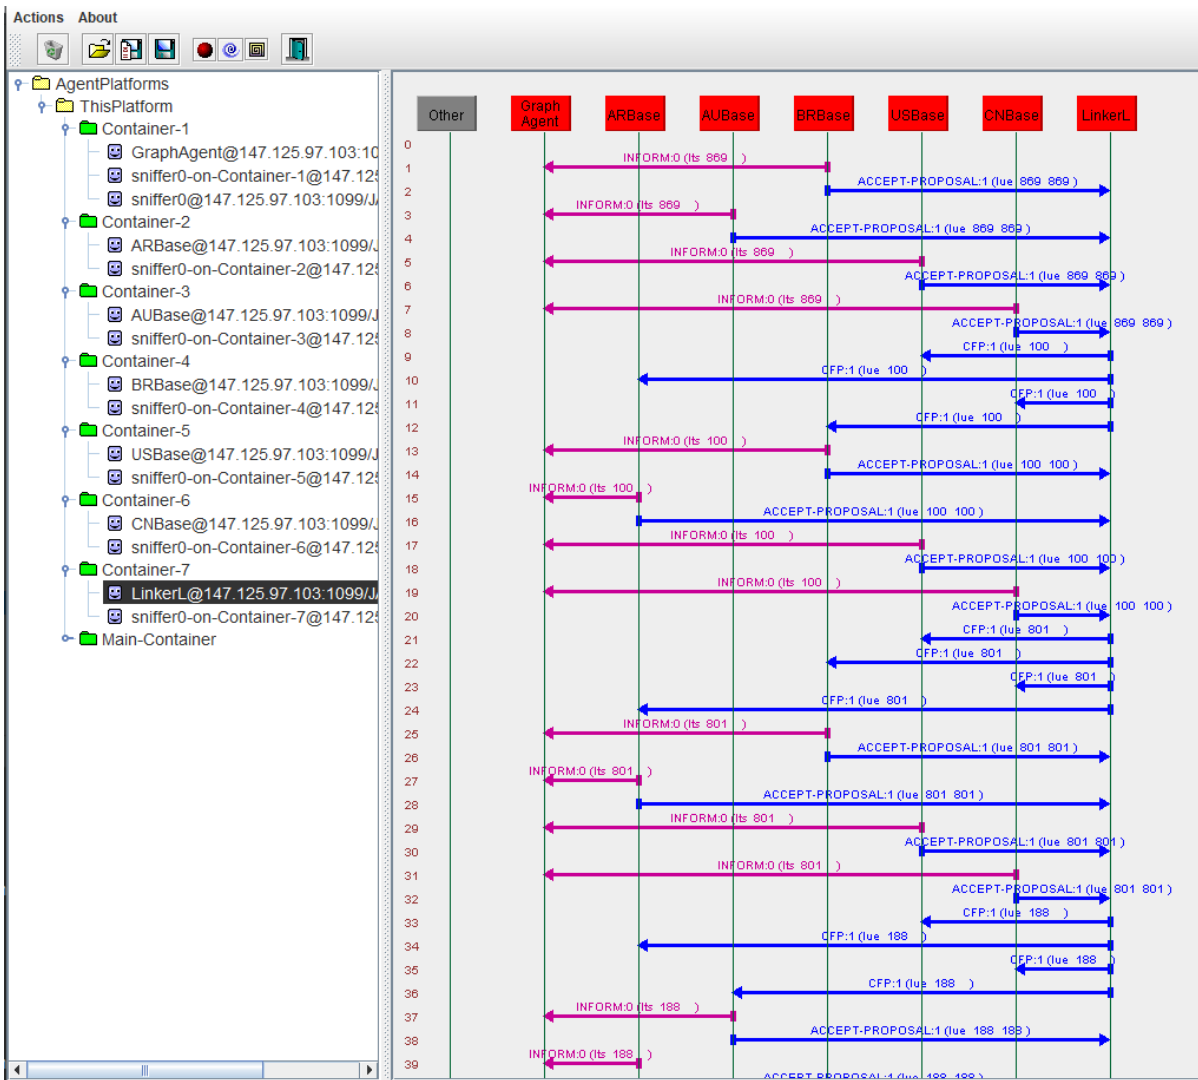 Actions About
AgentPlatforms
ThisPlatform
Container-1
GraphAgent@147.125.97.103:10
sniffer0-on-Container-1@147.125
sniffer0@147.125.97.103:1099/JA
Container-2
ARBase@147.125.97.103:1099/J
sniffer0-on-Container-2@147.125
Container-3
AUBase@147.125.97.103:1099/J
sniffer0-on-Container-3@147.125
Container-4
BRBase@147.125.97.103:1099/J
sniffer0-on-Container-4@147.125
Container-5
USBase@147.125.97.103:1099/J
sniffer0-on-Container-5@147.125
Container-6
CNBase@147.125.97.103:1099/J
sniffer0-on-Container-6@147.125
Container-7
LinkerL@147.125.97.103:1099/JA
sniffer0-on-Container-7@147.125
Main-Container
Other Graph Agent ARBase AUBase BRBase USBase CNBase LinkerL
0
INFORM:0 (lts 869 )
1
ACCEPT-PROPOSAL:1 (lue 869 869 )
2
INFORM:0 (lts 869 )
3
ACCEPT-PROPOSAL:1 (lue 869 869 )
4
INFORM:0 (lts 869 )
5
ACCEPT-PROPOSAL:1 (lue 869 869 )
6
INFORM:0 (lts 869 )
7
ACCEPT-PROPOSAL:1 (lue 869 869 )
8
CFP:1 (lue 100 )
9
CFP:1 (lue 100 )
10
CFP:1 (lue 100 )
11
CFP:1 (lue 100 )
12
INFORM:0 (lts 100 )
13
ACCEPT-PROPOSAL:1 (lue 100 100 )
14
INFORM:0 (lts 100 )
15
ACCEPT-PROPOSAL:1 (lue 100 100 )
16
INFORM:0 (lts 100 )
17
ACCEPT-PROPOSAL:1 (lue 100 100 )
18
INFORM:0 (lts 100 )
19
ACCEPT-PROPOSAL:1 (lue 100 100 )
20
CFP:1 (lue 801 )
21
CFP:1 (lue 801 )
22
CFP:1 (lue 801 )
23
CFP:1 (lue 801 )
24
INFORM:0 (lts 801 )
25
ACCEPT-PROPOSAL:1 (lue 801 801 )
26
INFORM:0 (lts 801 )
27
ACCEPT-PROPOSAL:1 (lue 801 801 )
28
INFORM:0 (lts 801 )
29
ACCEPT-PROPOSAL:1 (lue 801 801 )
30
INFORM:0 (lts 801 )
31
ACCEPT-PROPOSAL:1 (lue 801 801 )
32
CFP:1 (lue 188 )
33
CFP:1 (lue 188 )
34
CFP:1 (lue 188 )
35
CFP:1 (lue 188 )
36
INFORM:0 (lts 188 )
37
ACCEPT-PROPOSAL:1 (lue 188 188 )
38
INFORM:0 (lts 188 )
39
ACCEPT-PROPOSAL:1 (lue 188 188 )